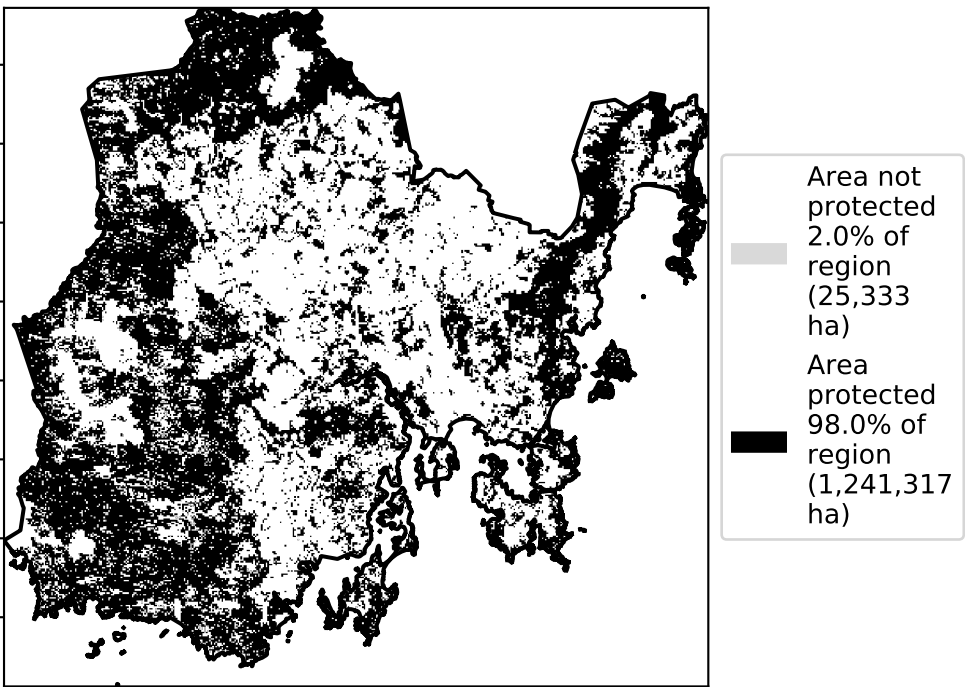 Area not
protected
2.0% of
region
(25,333
ha)
Area
protected
98.0% of
region
(1,241,317
ha)